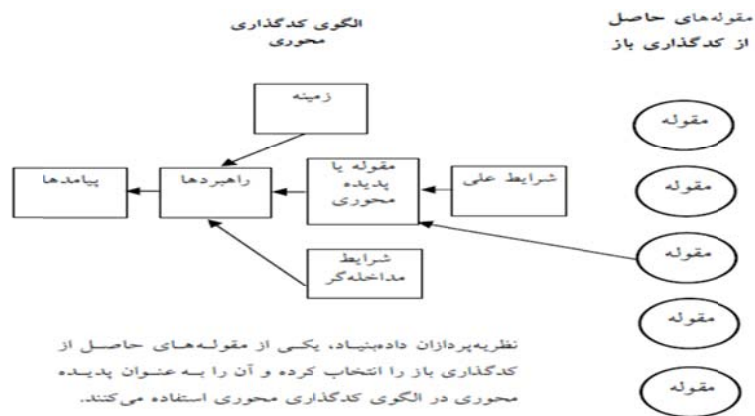 مقوله‌های حاصل
از کدگذاری باز
الگوی کدگذاری
محوری
زمینه
مقوله
مقوله
مقوله
مقوله
مقوله
شرایط علی
مقوله یا
پدیده
محوری
راهبردها
پیامدها
شرایط
مداخله‌گر
نظریه‌پردازان داده‌بنیاد، یکی از مقوله‌های حاصل از
کدگذاری باز را انتخاب کرده و آن را به عنوان پدیده
محوری در الگوی کدگذاری محوری استفاده می‌کنند.